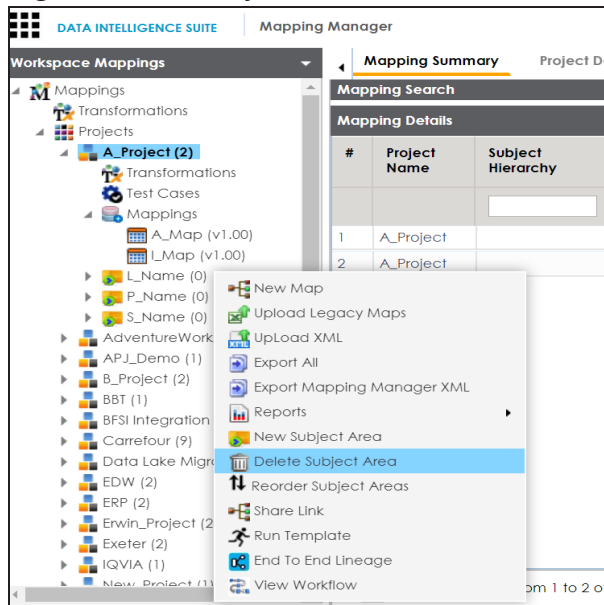 DATA INTELLIGENCE SUITE Mapping Manager
Workspace Mappings
Mapping Summary Project D
Mappings
Transformations
Projects
A_Project (2)
Transformations
Test Cases
Mappings
A_Map (v1.00)
I_Map (v1.00)
L_Name (0)
P_Name (0)
S_Name (0)
AdventureWork
APJ_Demo (1)
B_Project (2)
BBT (1)
BFSI Integration
Carrefour (9)
Data Lake Migr
EDW (2)
ERP (2)
Erwin_Project (2
Exeter (2)
IQVIA (1)
New_Project (1)
Mapping Search
Mapping Details
# Project Name Subject Hierarchy
1 A_Project
2 A_Project
New Map
Upload Legacy Maps
UpLoad XML
Export All
Export Mapping Manager XML
Reports
New Subject Area
Delete Subject Area
Reorder Subject Areas
Share Link
Run Template
End To End Lineage
View Workflow
om 1 to 2 o